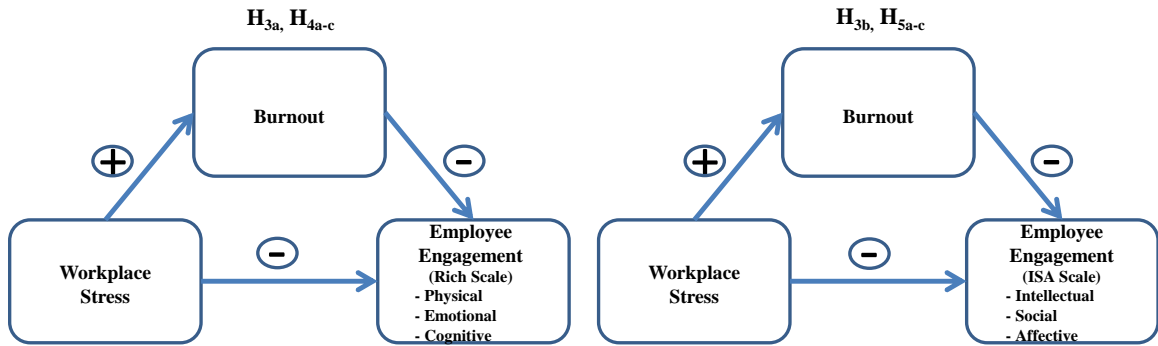 H3a, H4a-c
Burnout
+
-
Workplace
Stress
-
Employee
Engagement
(Rich Scale)
- Physical
- Emotional
- Cognitive
H3b, H5a-c
Burnout
+
-
Workplace
Stress
-
Employee
Engagement
(ISA Scale)
- Intellectual
- Social
- Affective